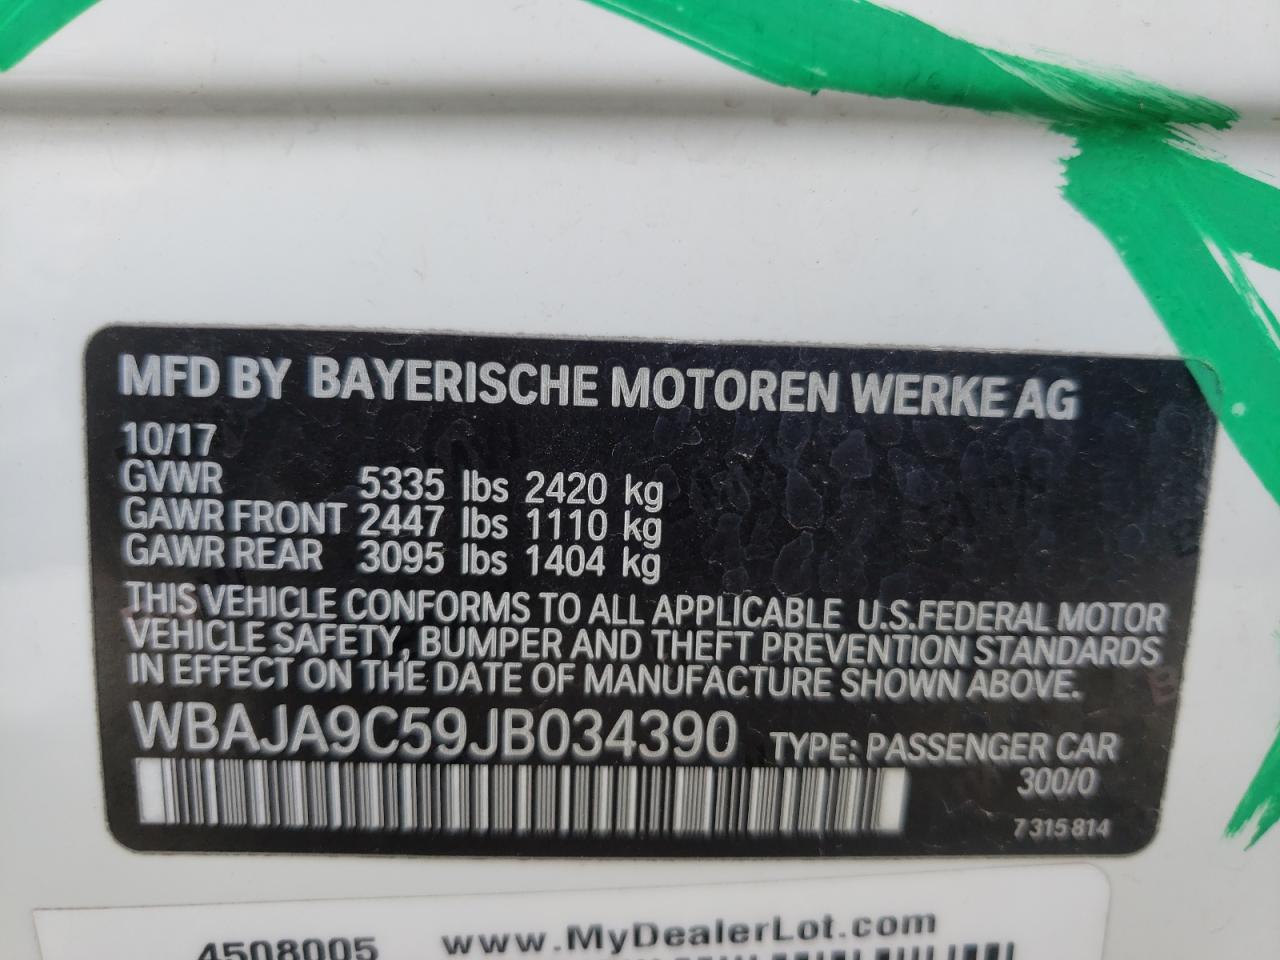 MFD BY BAYERISCHE MOTOREN WERKE AG
10/17
GVWR 5335 lbs 2420 kg
GAWR FRONT 2447 lbs 1110 kg
GAWR REAR 3095 lbs 1404 kg
THIS VEHICLE CONFORMS TO ALL APPLICABLE U.S.FEDERAL MOTOR
VEHICLE SAFETY, BUMPER AND THEFT PREVENTION STANDARDS
IN EFFECT ON THE DATE OF MANUFACTURE SHOWN ABOVE.
WBAJA9C59JB034390 TYPE: PASSENGER CAR
300/0
7 315 814
4508005 www.MyDealerLot.com